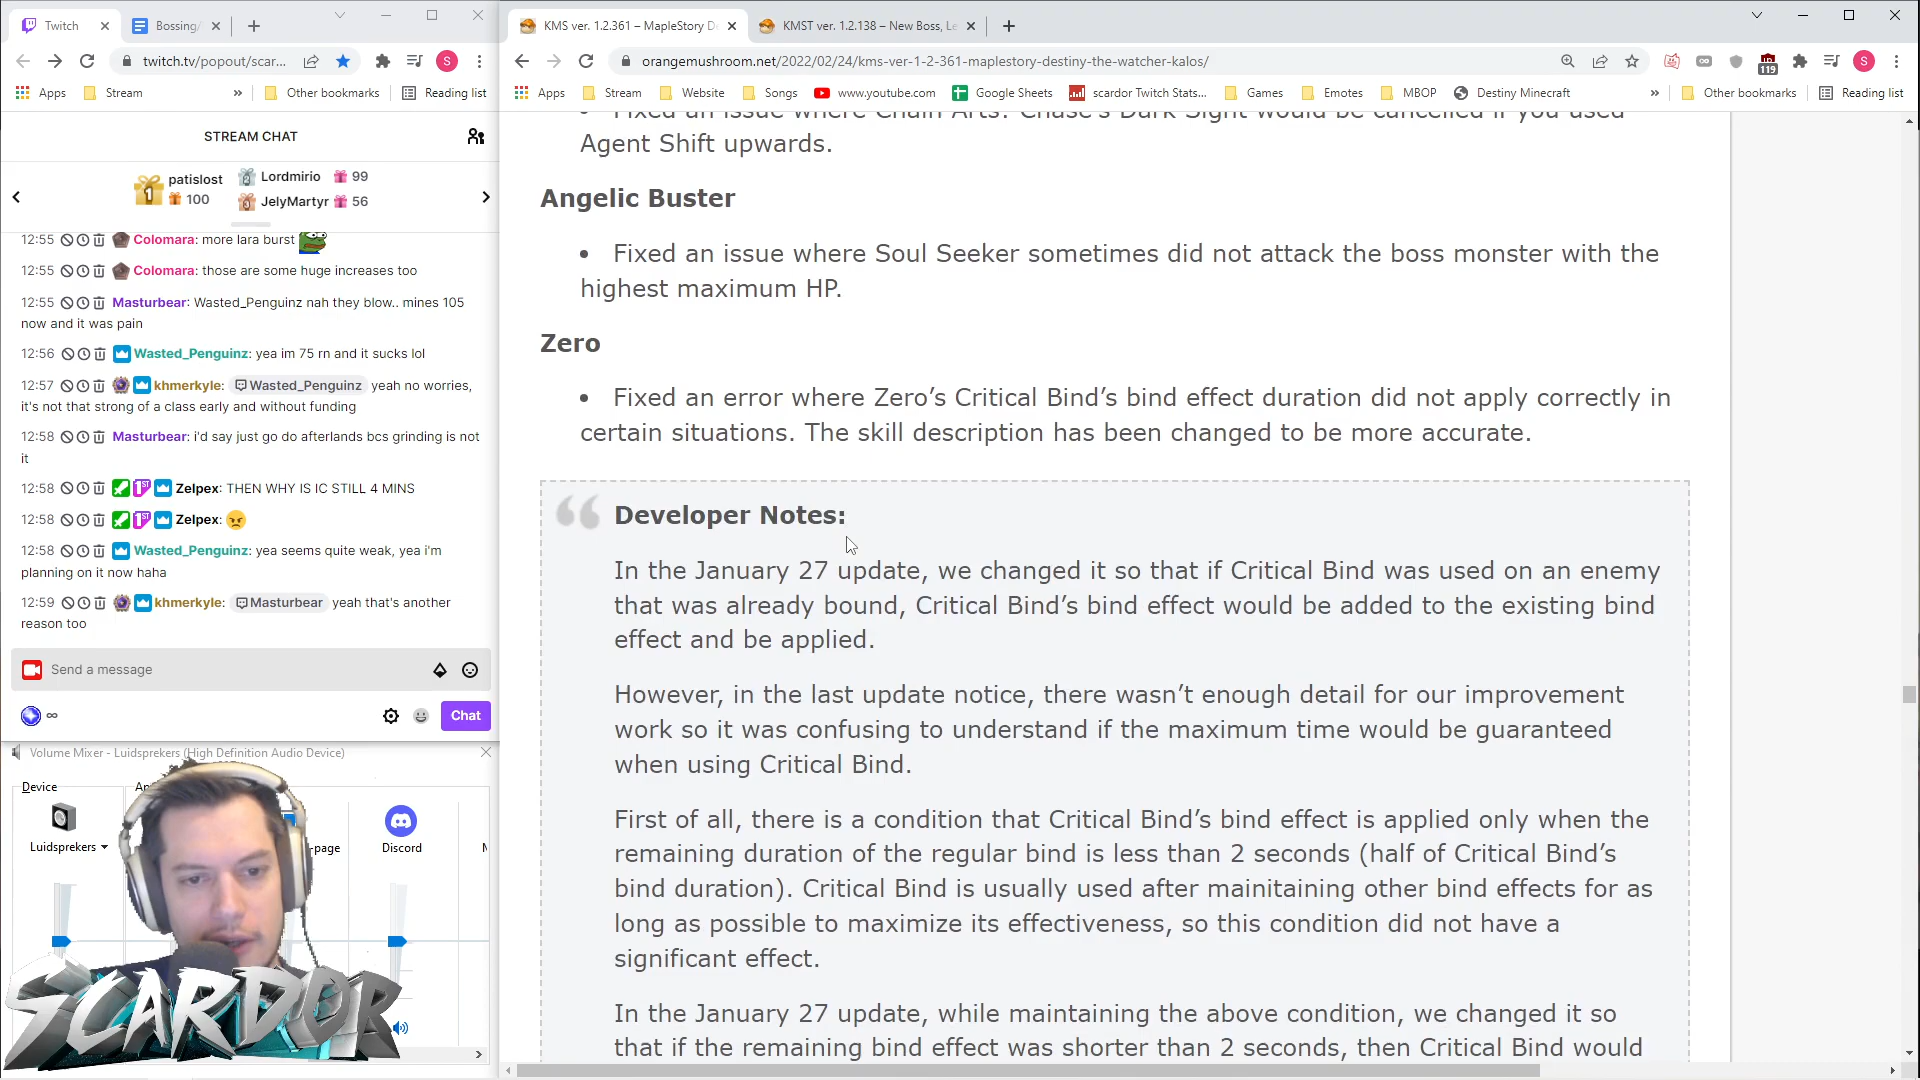 Twitch
Bossing/
KMS ver. 1.2.361 – MapleStory D
KMST ver. 1.2.138 – New Boss, Le
twitch.tv/popout/scar...
S
orangemushroom.net/2022/02/24/kms-ver-1-2-361-maplestory-destiny-the-watcher-kalos/
119
S
Apps
Stream
»
Other bookmarks
Reading list
Apps
Stream
Website
Songs
www.youtube.com
Google Sheets
scardor Twitch Stats...
Games
Emotes
MBOP
Destiny Minecraft
»
Other bookmarks
Reading list
STREAM CHAT
patislost
100
Lordmirio 99
JelyMartyr 56
12:55 Colomara: more lara burst
12:55 Colomara: those are some huge increases too
12:55 Masturbear: Wasted_Penguinz nah they blow.. mines 105
now and it was pain
12:56 Wasted_Penguinz: yea im 75 rn and it sucks lol
12:57 khmerkyle: Wasted_Penguinz yeah no worries,
it's not that strong of a class early and without funding
12:58 Masturbear: i'd say just go do afterlands bcs grinding is not
it
12:58 Zelpex: THEN WHY IS IC STILL 4 MINS
12:58 Zelpex:
12:58 Wasted_Penguinz: yea seems quite weak, yea i'm
planning on it now haha
12:59 khmerkyle: Masturbear yeah that's another
reason too
Send a message
∞
Chat
Volume Mixer - Luidsprekers (High Definition Audio Device)
Device
Luidsprekers
-page
Discord
SCARDOR
• Fixed an issue where Chain Arts: Chase's Dark Sight would be cancelled if you used
Agent Shift upwards.
Angelic Buster
• Fixed an issue where Soul Seeker sometimes did not attack the boss monster with the
highest maximum HP.
Zero
• Fixed an error where Zero’s Critical Bind’s bind effect duration did not apply correctly in
certain situations. The skill description has been changed to be more accurate.
Developer Notes:
In the January 27 update, we changed it so that if Critical Bind was used on an enemy
that was already bound, Critical Bind’s bind effect would be added to the existing bind
effect and be applied.
However, in the last update notice, there wasn’t enough detail for our improvement
work so it was confusing to understand if the maximum time would be guaranteed
when using Critical Bind.
First of all, there is a condition that Critical Bind’s bind effect is applied only when the
remaining duration of the regular bind is less than 2 seconds (half of Critical Bind’s
bind duration). Critical Bind is usually used after mainitaining other bind effects for as
long as possible to maximize its effectiveness, so this condition did not have a
significant effect.
In the January 27 update, while maintaining the above condition, we changed it so
that if the remaining bind effect was shorter than 2 seconds, then Critical Bind would